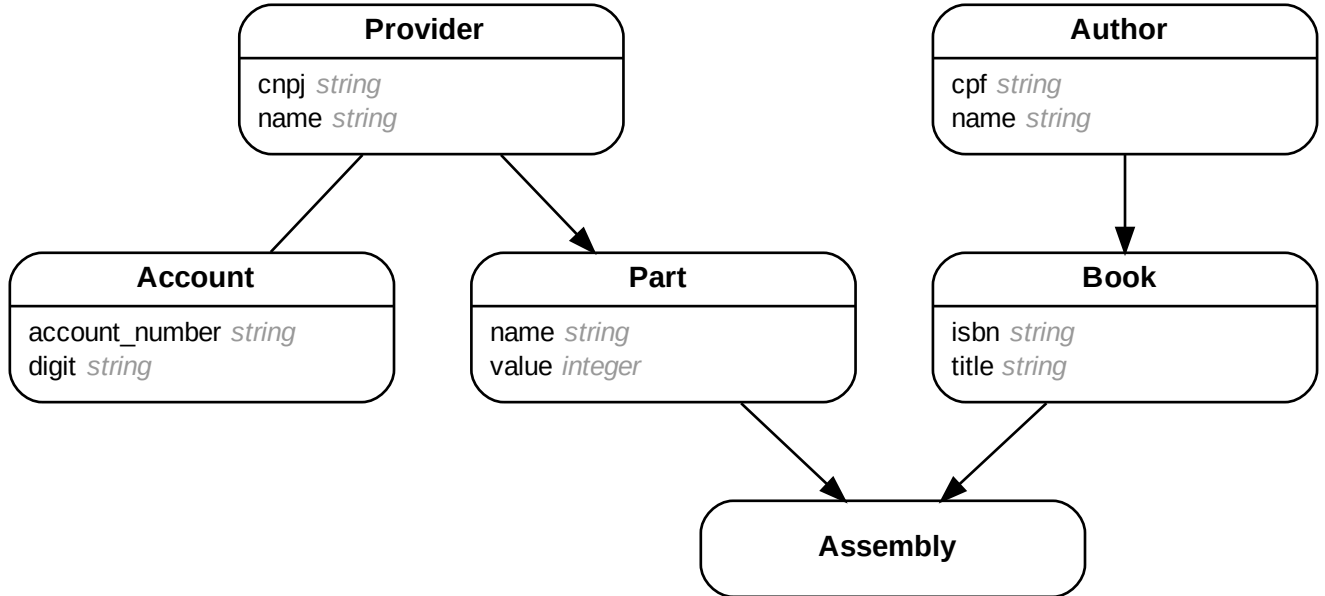 Provider
cnpj string
name string
Author
cpf string
name string
Account
account_number string
digit string
Part
name string
value integer
Book
isbn string
title string
Assembly